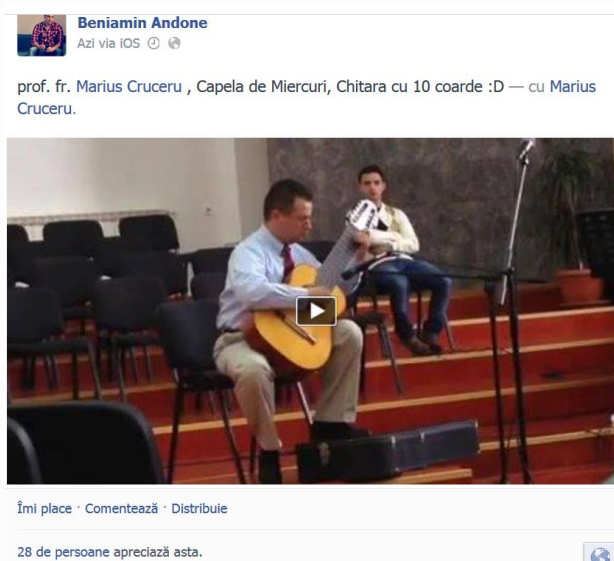 Beniamin Andone
Azi via iOS
prof. fr. Marius Cruceru , Capela de Miercuri, Chitara cu 10 coarde :D — cu Marius
Cruceru.
Îmi place · Comentează · Distribuie
28 de persoane apreciază asta.